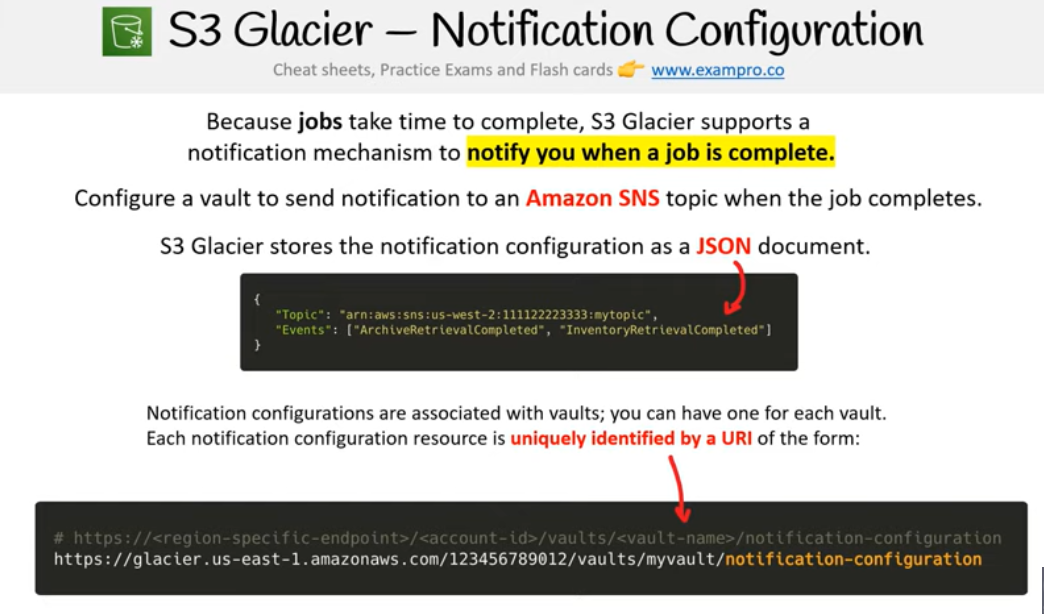 S3 Glacier – Notification Configuration
Cheat sheets, Practice Exams and Flash cards 👉 www.exampro.co
Because jobs take time to complete, S3 Glacier supports a
notification mechanism to notify you when a job is complete.
Configure a vault to send notification to an Amazon SNS topic when the job completes.
S3 Glacier stores the notification configuration as a JSON document.
{
"Topic": "arn:aws:sns:us-west-2:111122223333:mytopic",
"Events": ["ArchiveRetrievalCompleted", "InventoryRetrievalCompleted"]
}
Notification configurations are associated with vaults; you can have one for each vault.
Each notification configuration resource is uniquely identified by a URI of the form:
# https://<region-specific-endpoint>/<account-id>/vaults/<vault-name>/notification-configuration
https://glacier.us-east-1.amazonaws.com/123456789012/vaults/myvault/notification-configuration